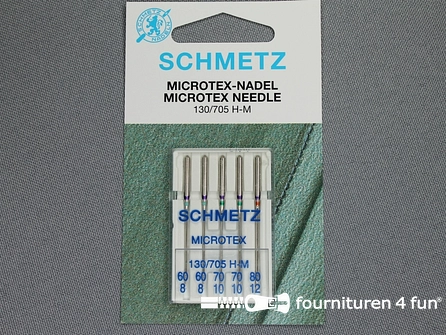 SCHMETZ
MICROTEX-NADEL
MICROTEX NEEDLE
130/705 H-M
SCHMETZ
MICROTEX
130/705 H-M
60 60 70 70 80
8 8 10 10 12
fournituren 4 fun